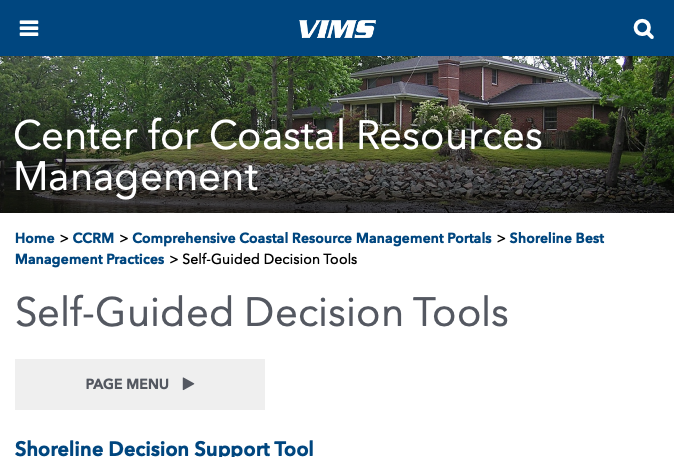 VIMS
Center for Coastal Resources
Management
Home > CCRM > Comprehensive Coastal Resource Management Portals > Shoreline Best
Management Practices > Self-Guided Decision Tools
Self-Guided Decision Tools
PAGE MENU
Shoreline Decision Support Tool